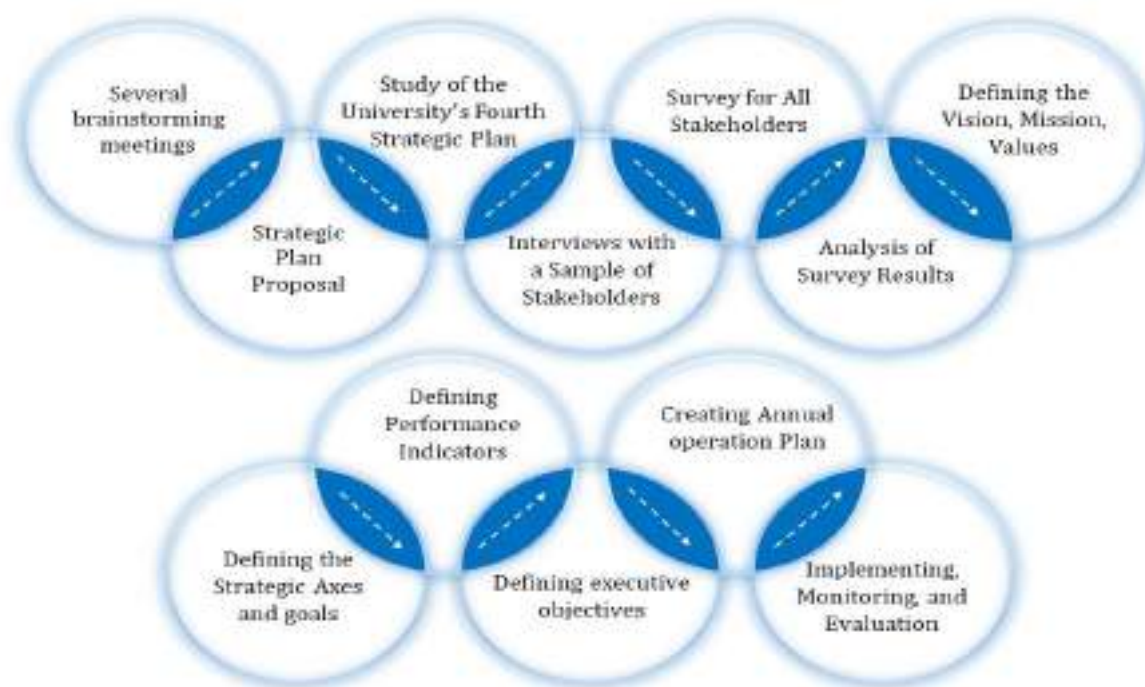 Several
brainstorming
meetings
Strategic
Plan
Proposal
Study of the
University's Fourth
Strategic Plan
Interviews with
a Sample of
Stakeholders
Survey for All
Stakeholders
Analysis of
Survey Results
Defining the
Vision, Mission,
Values
Defining the
Strategic Axes
and goals
Defining
Performance
Indicators
Defining executive
objectives
Creating Annual
operation Plan
Implementing,
Monitoring, and
Evaluation